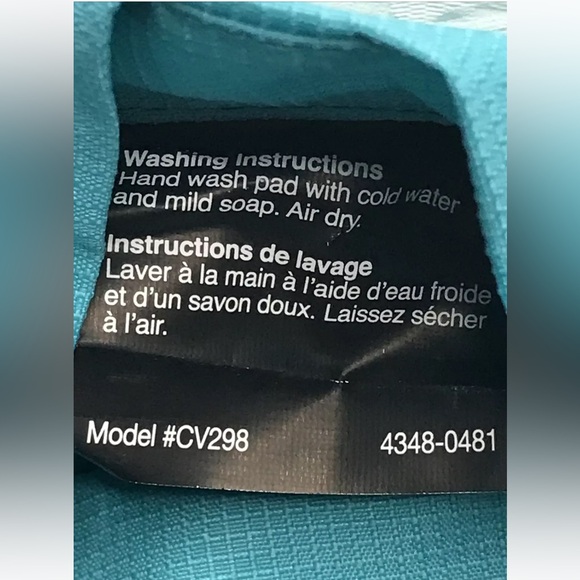 Washing Instructions
Hand wash pad with cold water
and mild soap. Air dry.
Instructions de lavage
Laver à la main à l'aide d'eau froide
et d'un savon doux. Laissez sécher
à l'air.
Model #CV298 4348-0481